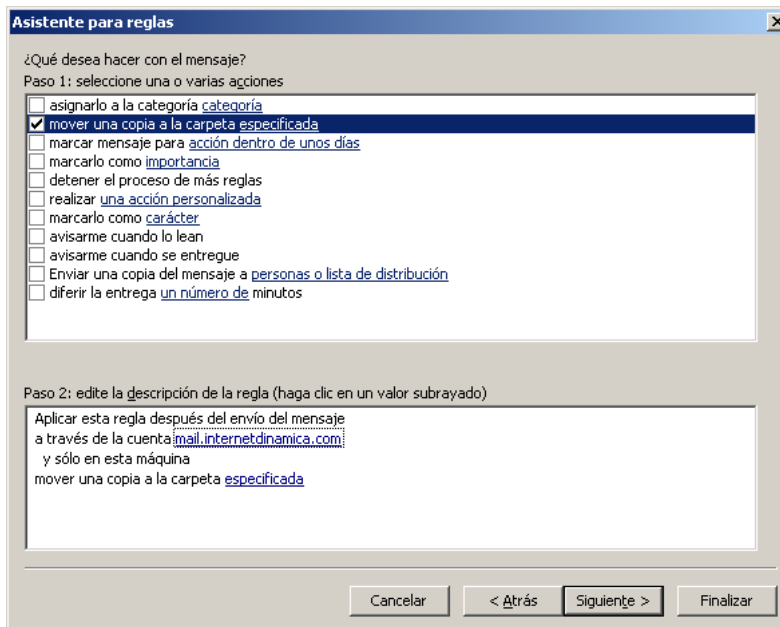 Asistente para reglas
¿Qué desea hacer con el mensaje?
Paso 1: seleccione una o varias acciones
asignarlo a la categoría categoría
mover una copia a la carpeta especificada
marcar mensaje para acción dentro de unos días
marcarlo como importancia
detener el proceso de más reglas
realizar una acción personalizada
marcarlo como carácter
avisarme cuando lo lean
avisarme cuando se entregue
Enviar una copia del mensaje a personas o lista de distribución
diferir la entrega un número de minutos
Paso 2: edite la descripción de la regla (haga clic en un valor subrayado)
Aplicar esta regla después del envío del mensaje
a través de la cuenta mail.internetdinamica.com
y sólo en esta máquina
mover una copia a la carpeta especificada
Cancelar < Atrás Siguiente > Finalizar